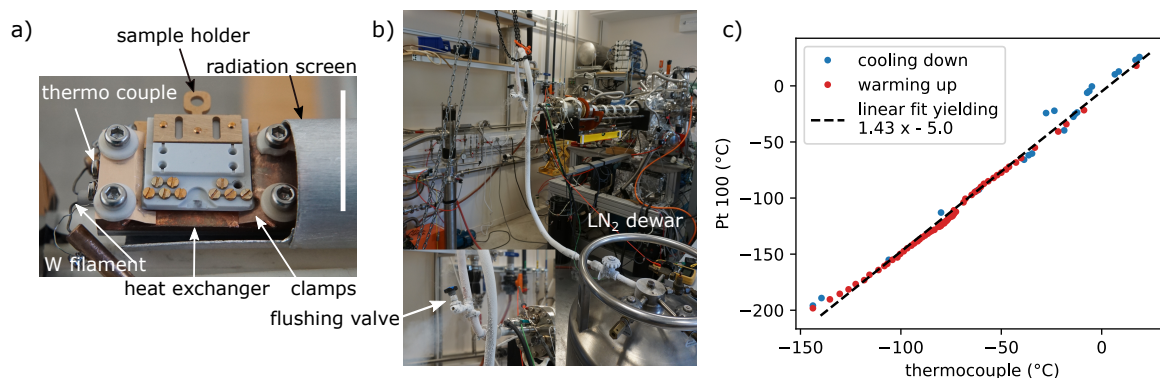 a)
sample holder
radiation screen
thermo couple
W filament
heat exchanger
clamps
b)
LN₂ dewar
flushing valve
c)
cooling down
warming up
linear fit yielding
1.43 x - 5.0
Pt 100 (°C)
0
−50
−100
−150
−200
−150
−100
−50
0
thermocouple (°C)